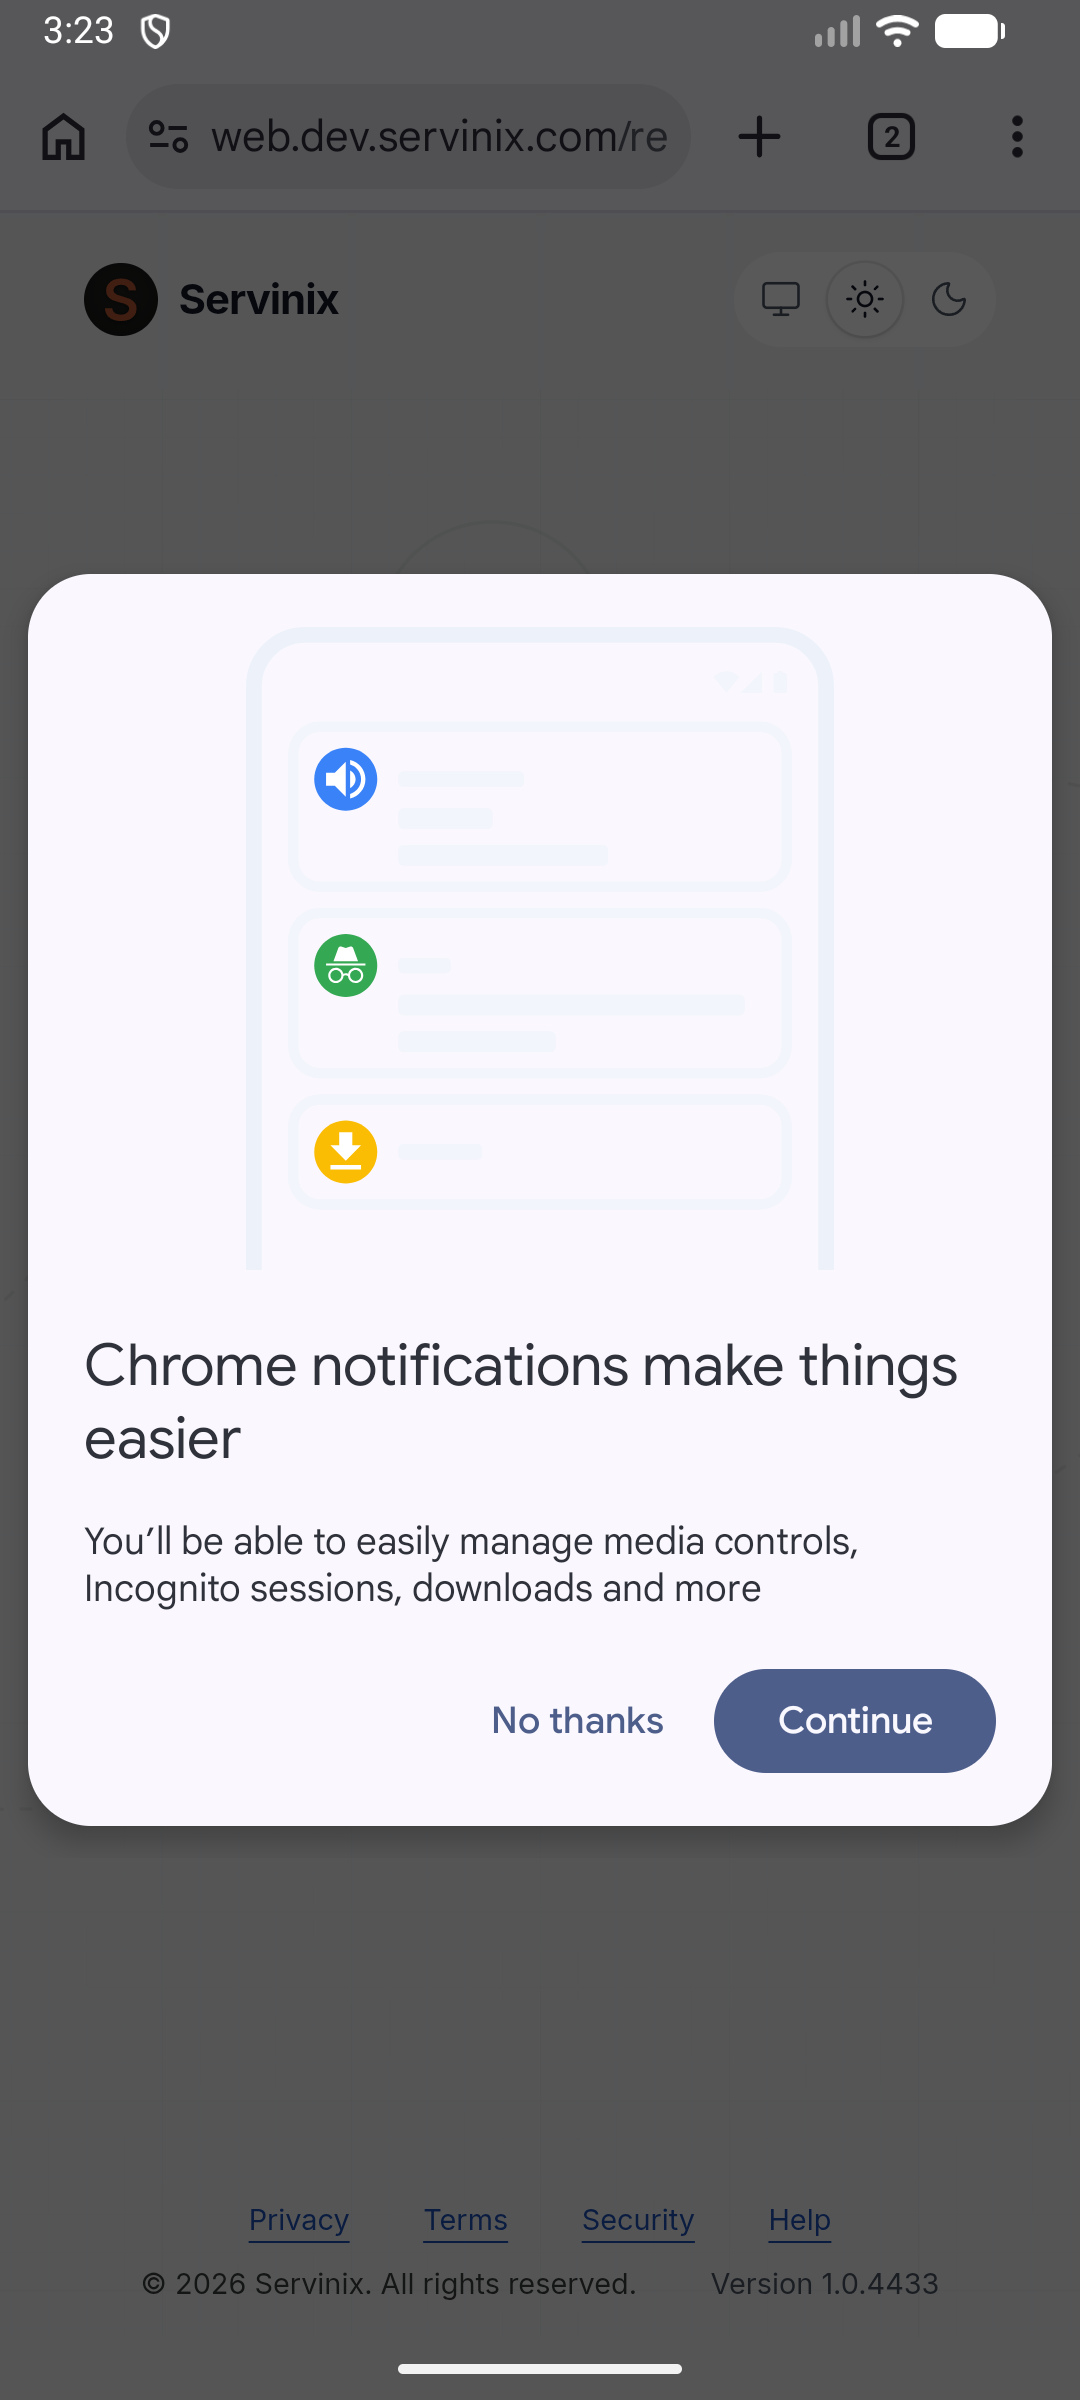 3:23
web.dev.servinix.com/re
2
S
Servinix
Chrome notifications make things
easier
You’ll be able to easily manage media controls,
Incognito sessions, downloads and more
No thanks
Continue
Privacy
Terms
Security
Help
© 2026 Servinix. All rights reserved.
Version 1.0.4433